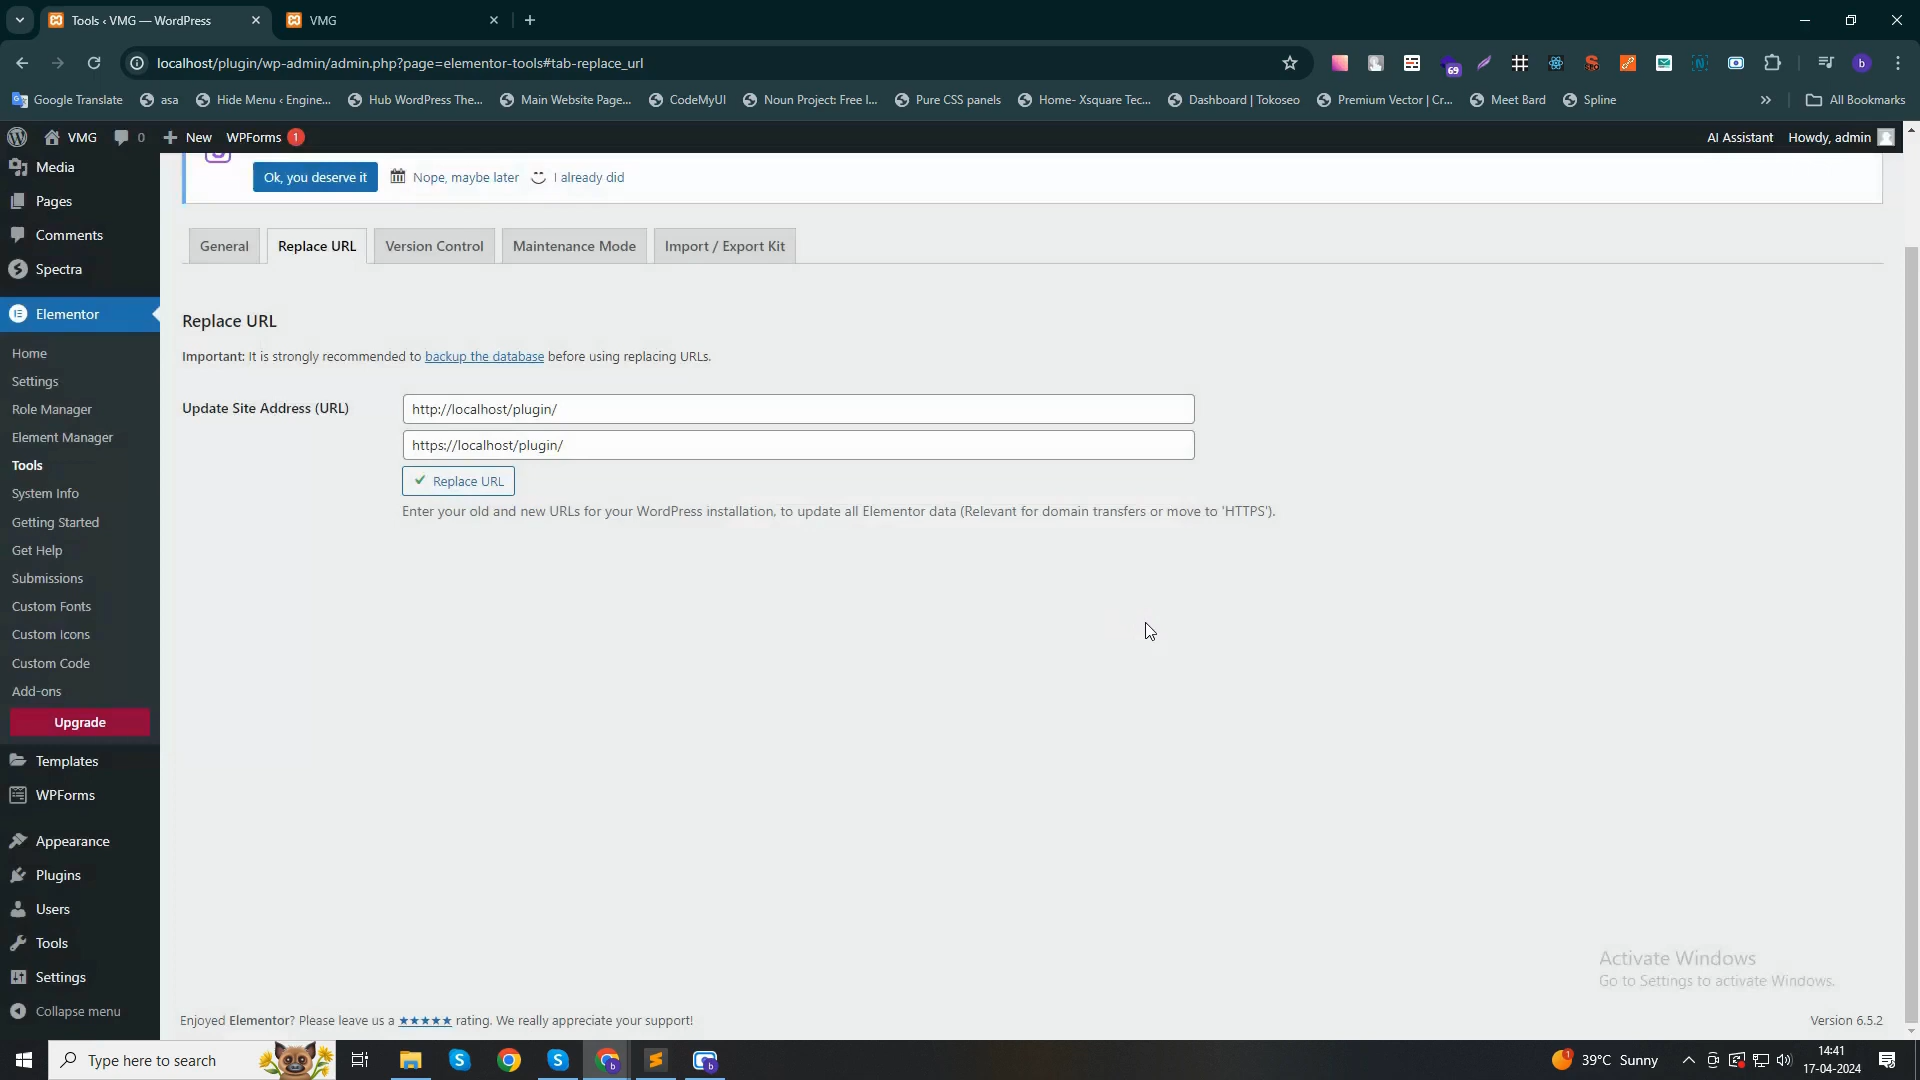 Tools ‹ VMG — WordPress
VMG
localhost/plugin/wp-admin/admin.php?page=elementor-tools#tab-replace_url
69
b
Google Translate
asa
Hide Menu ‹ Engine...
Hub WordPress The...
Main Website Page...
CodeMyUI
Noun Project: Free I...
Pure CSS panels
Home- Xsquare Tec...
Dashboard | Tokoseo
Premium Vector | Cr...
Meet Bard
Spline
»
All Bookmarks
VMG
0
New
WPForms 1
AI Assistant
Howdy, admin
Media
Pages
Comments
Spectra
Elementor
Home
Settings
Role Manager
Element Manager
Tools
System Info
Getting Started
Get Help
Submissions
Custom Fonts
Custom Icons
Custom Code
Add-ons
Upgrade
Templates
WPForms
Appearance
Plugins
Users
Tools
Settings
Collapse menu
Ok, you deserve it
Nope, maybe later
I already did
General
Replace URL
Version Control
Maintenance Mode
Import / Export Kit
Replace URL
Important: It is strongly recommended to backup the database before using replacing URLs.
Update Site Address (URL)
http://localhost/plugin/
https://localhost/plugin/
Replace URL
Enter your old and new URLs for your WordPress installation, to update all Elementor data (Relevant for domain transfers or move to 'HTTPS').
Activate Windows
Go to Settings to activate Windows.
Enjoyed Elementor? Please leave us a ★★★★★ rating. We really appreciate your support!
Version 6.5.2
Type here to search
39°C Sunny
14:41
17-04-2024